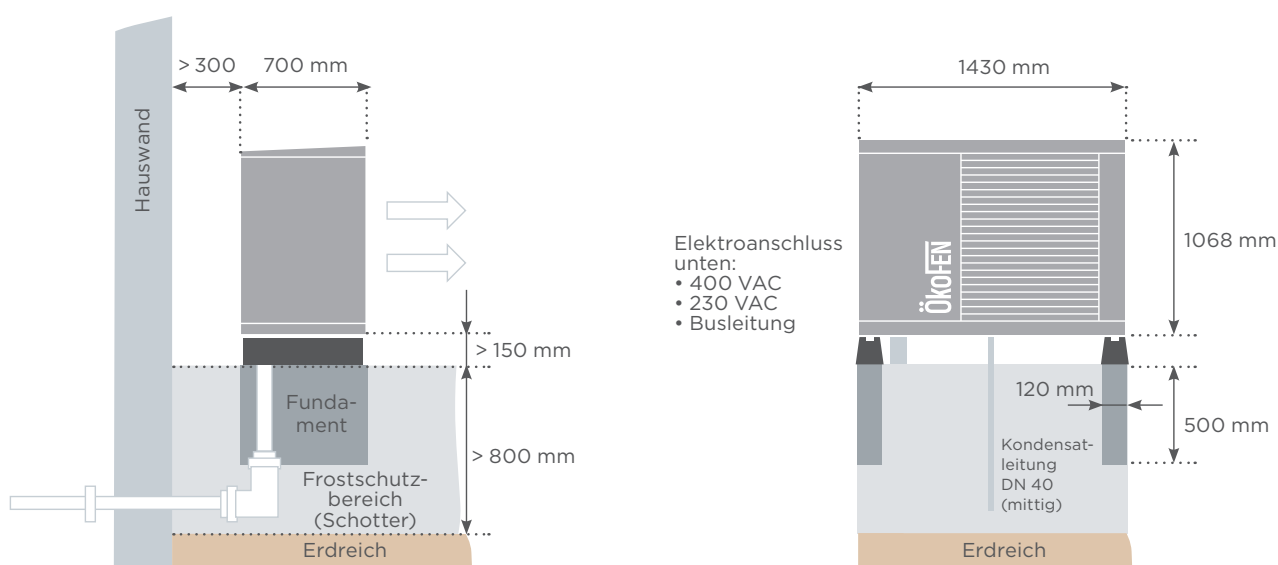 > 300
700 mm
Hauswand
> 150 mm
Funda-
ment
> 800 mm
Frostschutz-
bereich
(Schotter)
Erdreich
1430 mm
1068 mm
Elektroanschluss
unten:
• 400 VAC
• 230 VAC
• Busleitung
ÖkoFEN
120 mm
500 mm
Kondensat-
leitung
DN 40
(mittig)
Erdreich